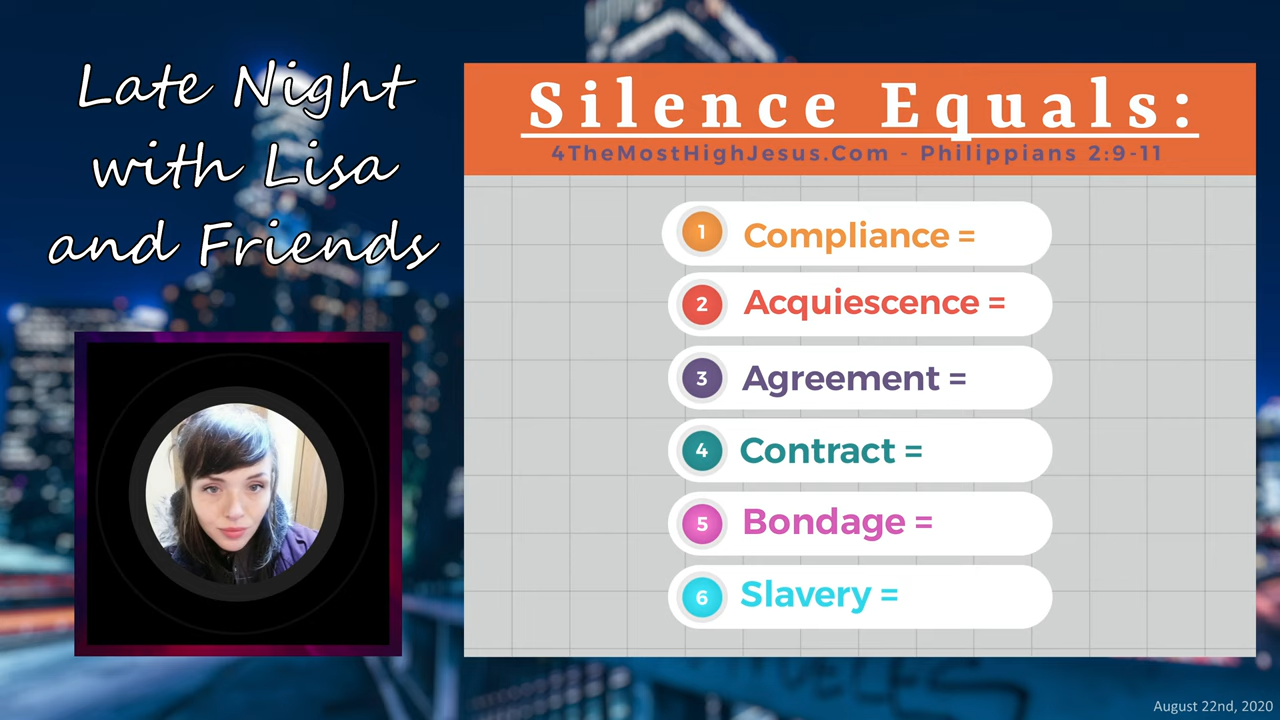 Late Night
with Lisa
and Friends
Silence Equals:
4TheMostHighJesus.Com - Philippians 2:9-11
1 Compliance =
2 Acquiescence =
3 Agreement =
4 Contract =
5 Bondage =
6 Slavery =
August 22nd, 2020